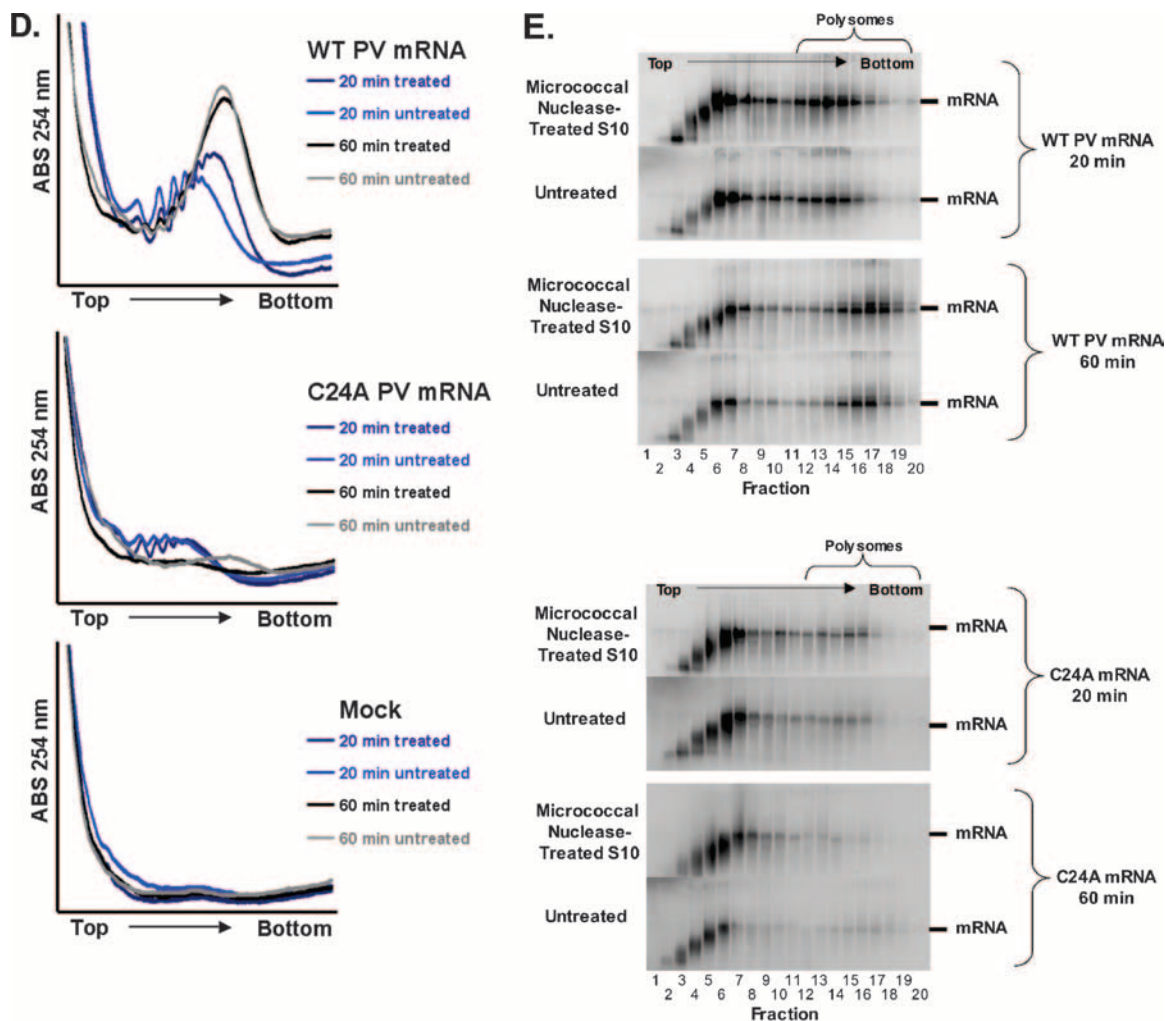 D.
WT PV mRNA
20 min treated
20 min untreated
60 min treated
60 min untreated
ABS 254 nm
Top
Bottom
C24A PV mRNA
20 min treated
20 min untreated
60 min treated
60 min untreated
ABS 254 nm
Top
Bottom
Mock
20 min treated
20 min untreated
60 min treated
60 min untreated
ABS 254 nm
Top
Bottom
E.
Polysomes
Top
Bottom
Micrococcal
Nuclease-
Treated S10
mRNA
Untreated
mRNA
WT PV mRNA
20 min
Micrococcal
Nuclease-
Treated S10
mRNA
Untreated
mRNA
WT PV mRNA
60 min
1 3 5 7 9 11 13 15 17 19
2 4 6 8 10 12 14 16 18 20
Fraction
Polysomes
Top
Bottom
Micrococcal
Nuclease-
Treated S10
mRNA
Untreated
mRNA
C24A mRNA
20 min
Micrococcal
Nuclease-
Treated S10
mRNA
Untreated
mRNA
C24A mRNA
60 min
1 3 5 7 9 11 13 15 17 19
2 4 6 8 10 12 14 16 18 20
Fraction